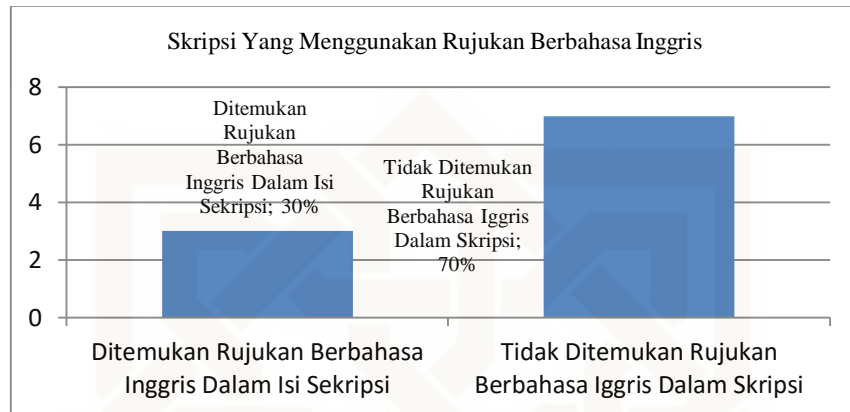 Skripsi Yang Menggunakan Rujukan Berbahasa Inggris
8
6
4
2
0
Ditemukan
Rujukan
Berbahasa
Inggris Dalam Isi
Sekripsi; 30%
Tidak Ditemukan
Rujukan
Berbahasa Iggris
Dalam Skripsi;
70%
Ditemukan Rujukan Berbahasa
Inggris Dalam Isi Sekripsi
Tidak Ditemukan Rujukan
Berbahasa Iggris Dalam Skripsi